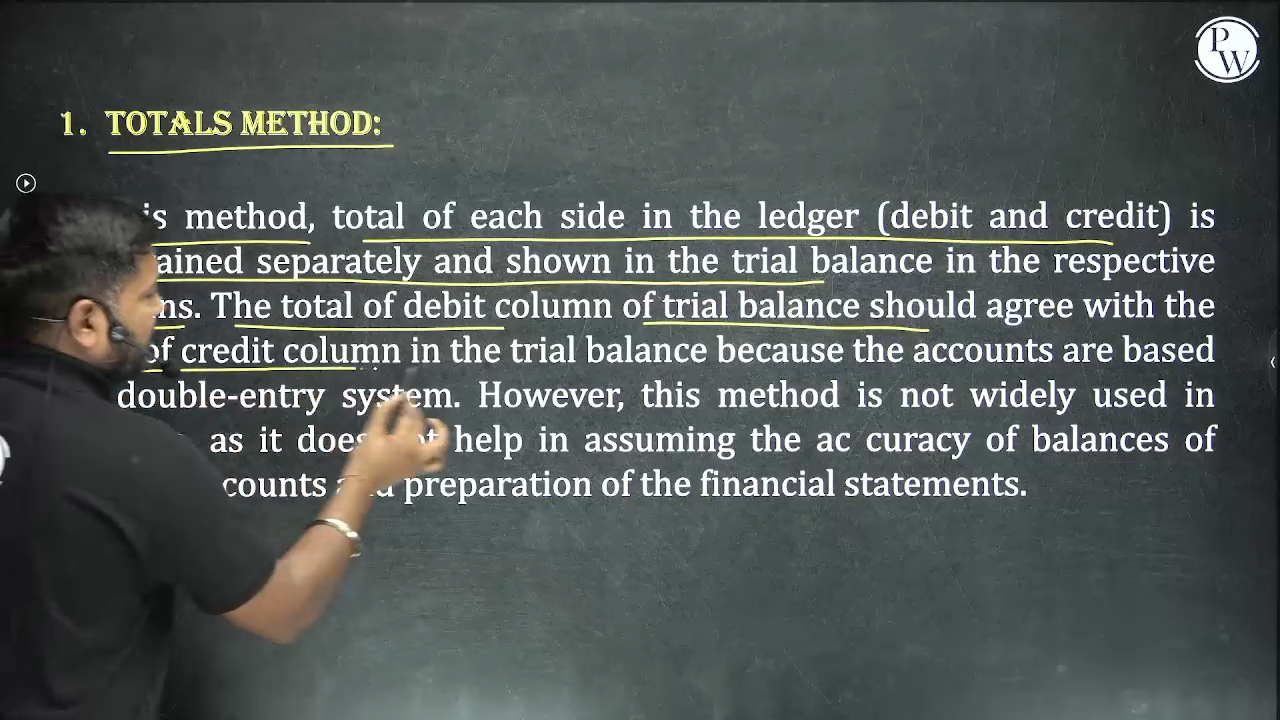 PW
1. TOTALS METHOD:
is method, total of each side in the ledger (debit and credit) is
ained separately and shown in the trial balance in the respective
ns. The total of debit column of trial balance should agree with the
of credit column in the trial balance because the accounts are based
double-entry system. However, this method is not widely used in
as it does help in assuming the ac curacy of balances of
counts preparation of the financial statements.